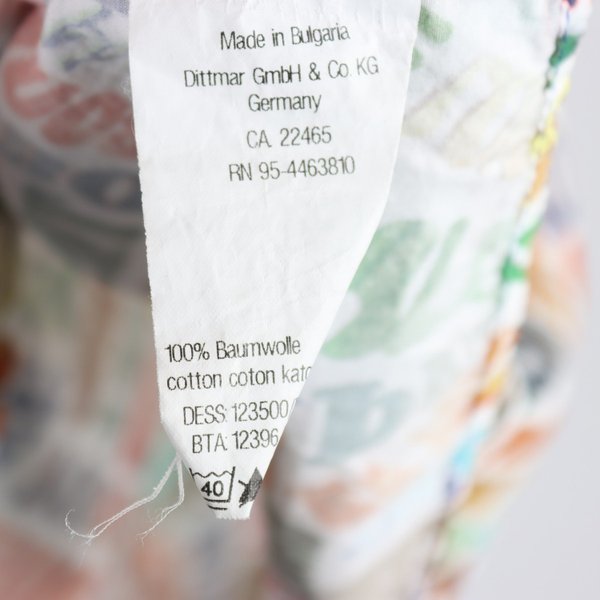 Made in Bulgaria
Dittmar GmbH & Co. KG
Germany
CA. 22465
RN 95-4463810
100% Baumwolle
cotton coton
DESS: 123500
BTA: 12396
40